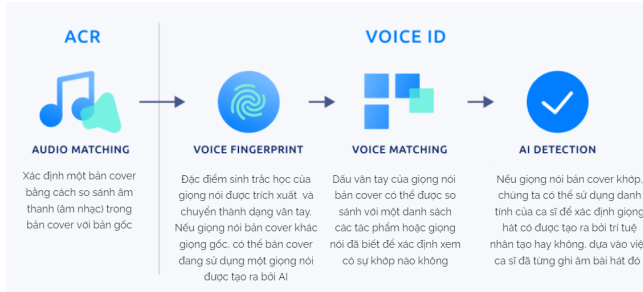 ACR
VOICE ID
AUDIO MATCHING
Xác định một bản cover
bằng cách so sánh âm
thanh (âm nhạc) trong
bản cover với bản gốc
VOICE FINGERPRINT
Đặc điểm sinh trắc học của
giọng nói được trích xuất và
chuyển thành dạng vân tay.
Nếu giọng nói bản cover khác
giọng gốc, có thể bản cover
đang sử dụng một giọng nói
được tạo ra bởi AI
VOICE MATCHING
Dấu vân tay của giọng nói
bản cover có thể được so
sánh với một danh sách
các tác phẩm hoặc giọng
nói đã biết để xác định xem
có sự khớp nào không
AI DETECTION
Nếu giọng nói bản cover khớp,
chúng ta có thể sử dụng danh
tính của ca sĩ để xác định giọng
hát có được tạo ra bởi trí tuệ
nhân tạo hay không, dựa vào việ
ca sĩ đã từng ghi âm bài hát đó